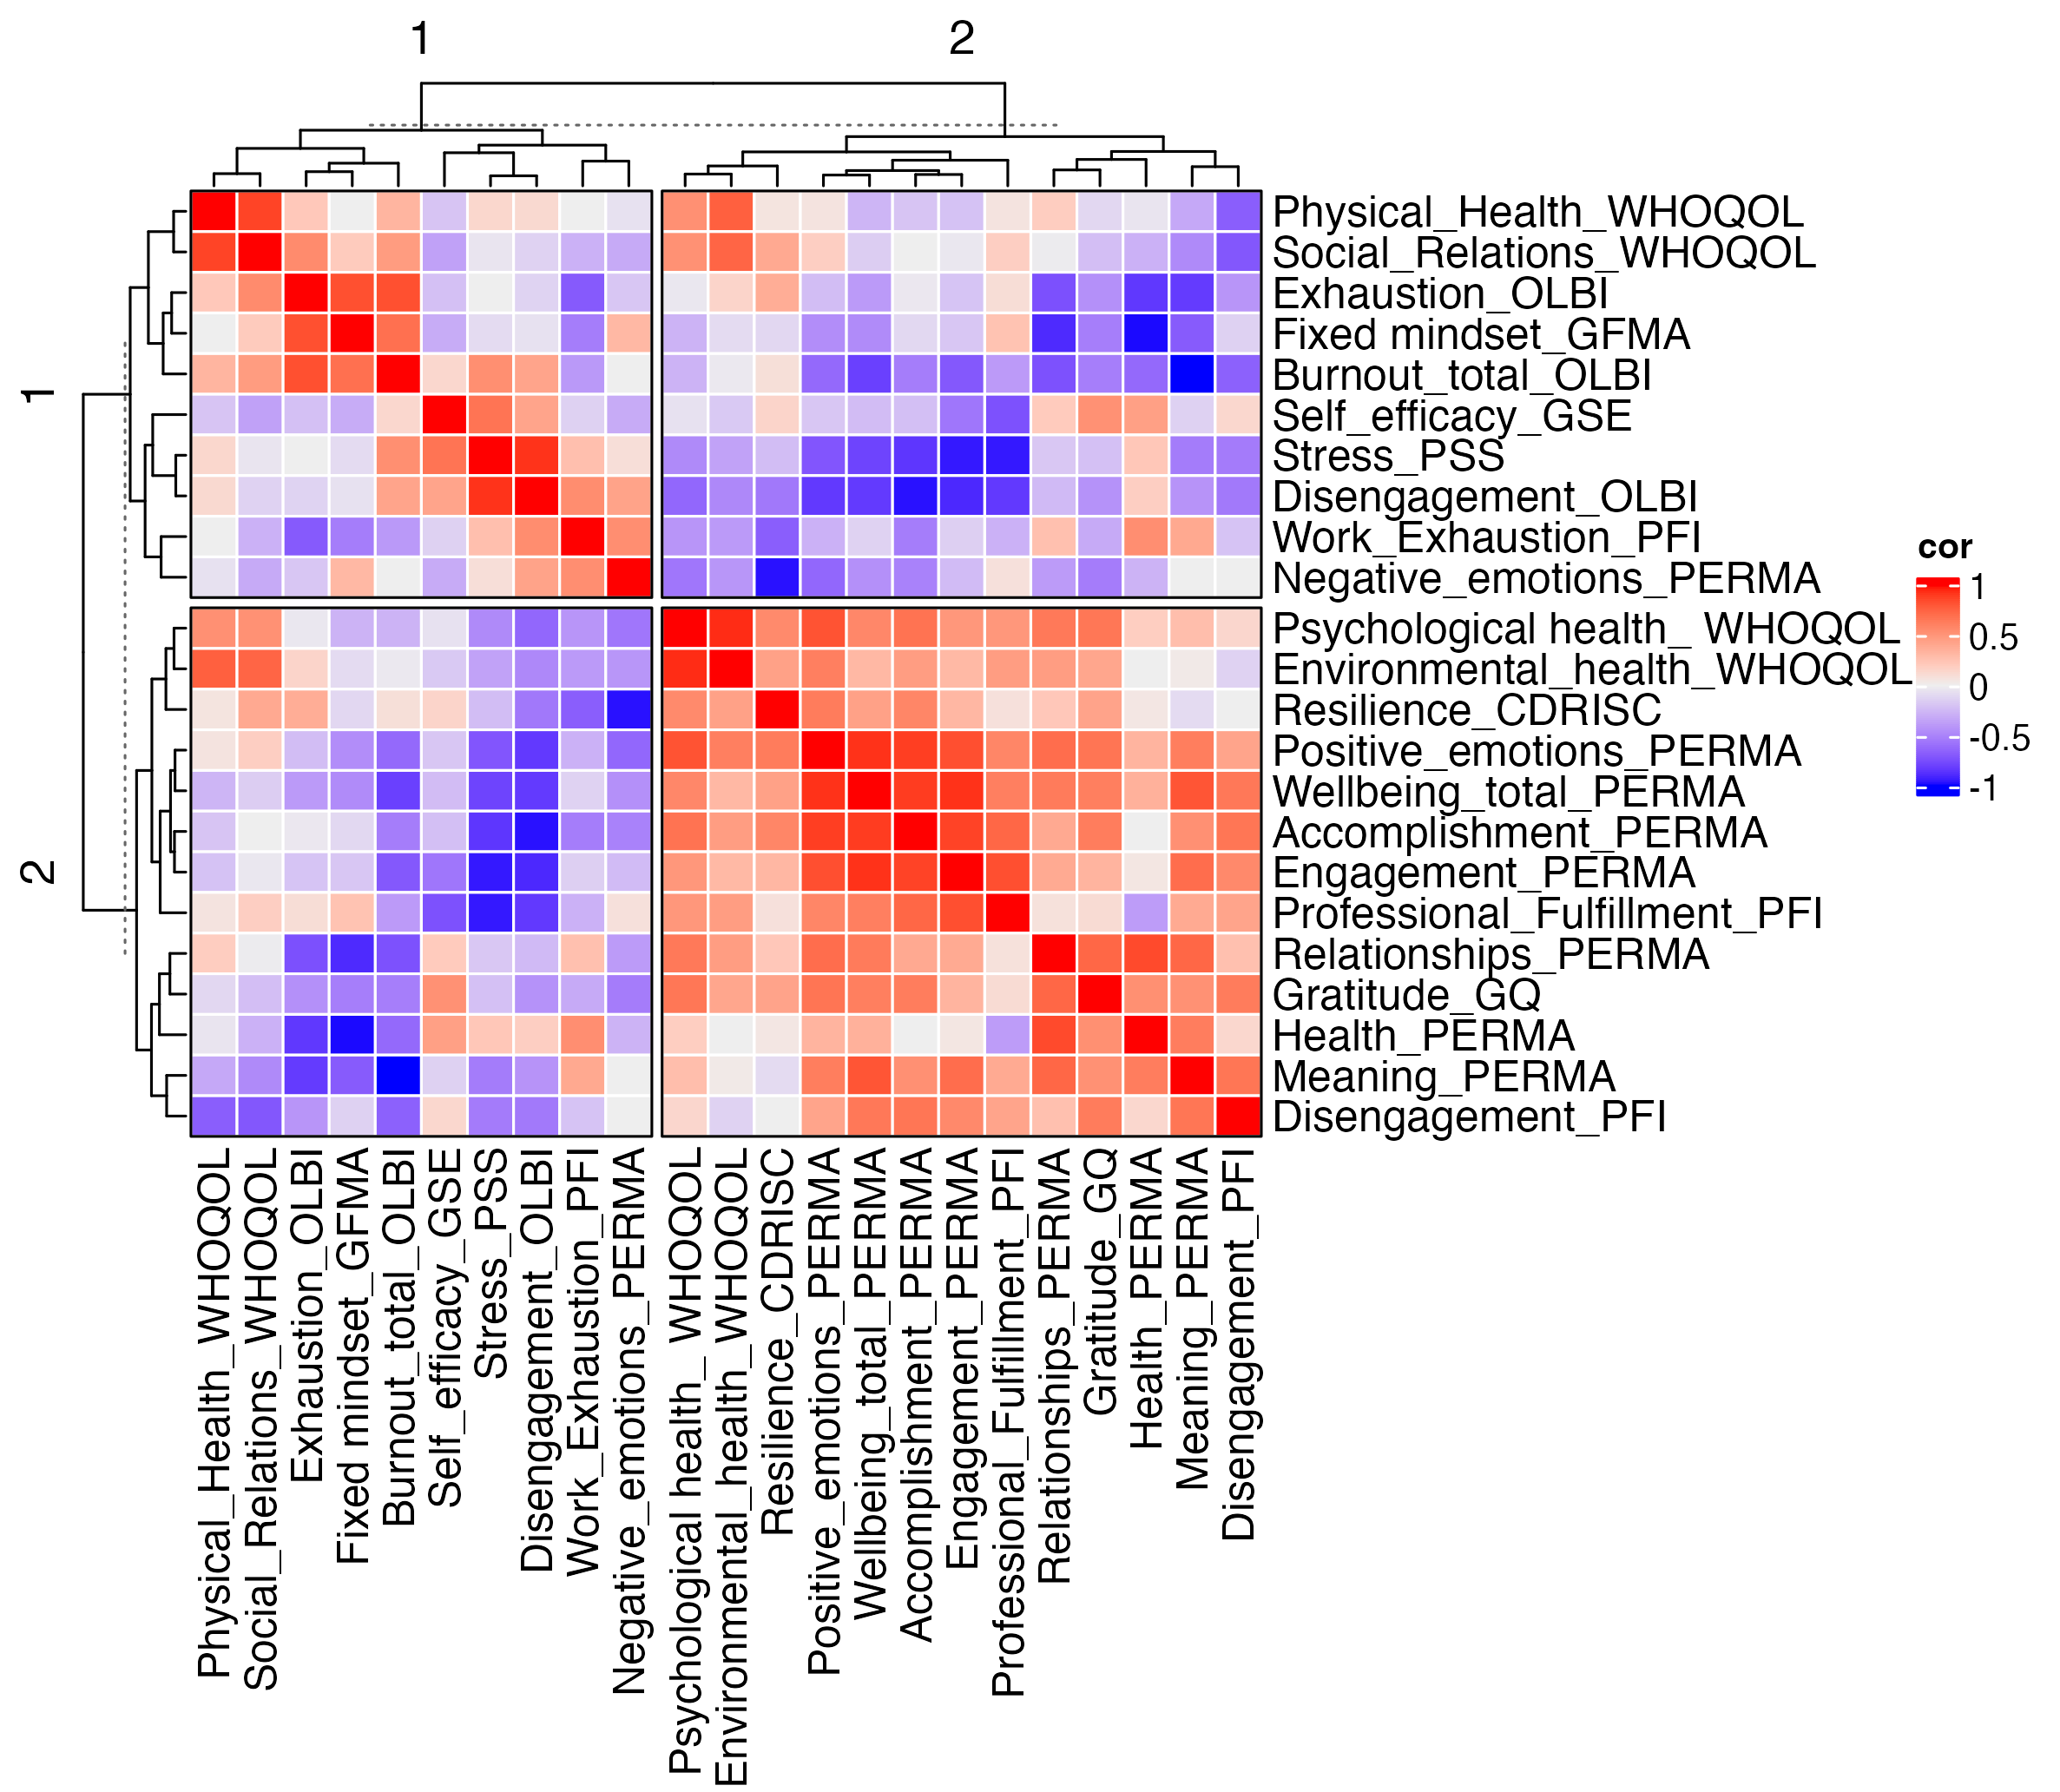 1
2
1
2
Physical_Health_WHOQOL
Social_Relations_WHOQOL
Exhaustion_OLBI
Fixed mindset_GFMA
Burnout_total_OLBI
Self_efficacy_GSE
Stress_PSS
Disengagement_OLBI
Work_Exhaustion_PFI
Negative_emotions_PERMA
Psychological health_ WHOQOL
Environmental_health_WHOQOL
Resilience_CDRISC
Positive_emotions_PERMA
Wellbeing_total_PERMA
Accomplishment_PERMA
Engagement_PERMA
Professional_Fulfillment_PFI
Relationships_PERMA
Gratitude_GQ
Health_PERMA
Meaning_PERMA
Disengagement_PFI
cor
1
0.5
0
-0.5
-1
Physical_Health_WHOQOL
Social_Relations_WHOQOL
Exhaustion_OLBI
Fixed mindset_GFMA
Burnout_total_OLBI
Self_efficacy_GSE
Stress_PSS
Disengagement_OLBI
Work_Exhaustion_PFI
Negative_emotions_PERMA
Psychological health_ WHOQOL
Environmental_health_WHOQOL
Resilience_CDRISC
Positive_emotions_PERMA
Wellbeing_total_PERMA
Accomplishment_PERMA
Engagement_PERMA
Professional_Fulfillment_PFI
Relationships_PERMA
Gratitude_GQ
Health_PERMA
Meaning_PERMA
Disengagement_PFI